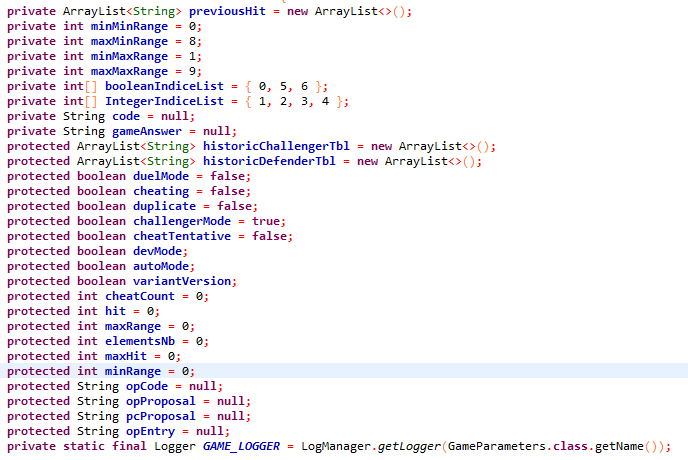 private ArrayList<String> previousHit = new ArrayList<>();
private int minMinRange = 0;
private int maxMinRange = 8;
private int minMaxRange = 1;
private int maxMaxRange = 9;
private int[] booleanIndiceList = { 0, 5, 6 };
private int[] IntegerIndiceList = { 1, 2, 3, 4 };
private String code = null;
private String gameAnswer = null;
protected ArrayList<String> historicChallengerTbl = new ArrayList<>();
protected ArrayList<String> historicDefenderTbl = new ArrayList<>();
protected boolean duelMode = false;
protected boolean cheating = false;
protected boolean duplicate = false;
protected boolean challengerMode = true;
protected boolean cheatTentative = false;
protected boolean devMode;
protected boolean autoMode;
protected boolean variantVersion;
protected int cheatCount = 0;
protected int hit = 0;
protected int maxRange = 0;
protected int elementsNb = 0;
protected int maxHit = 0;
protected int minRange = 0;
protected String opCode = null;
protected String opProposal = null;
protected String pcProposal = null;
protected String opEntry = null;
private static final Logger GAME_LOGGER = LogManager.getLogger(GameParameters.class.getName());